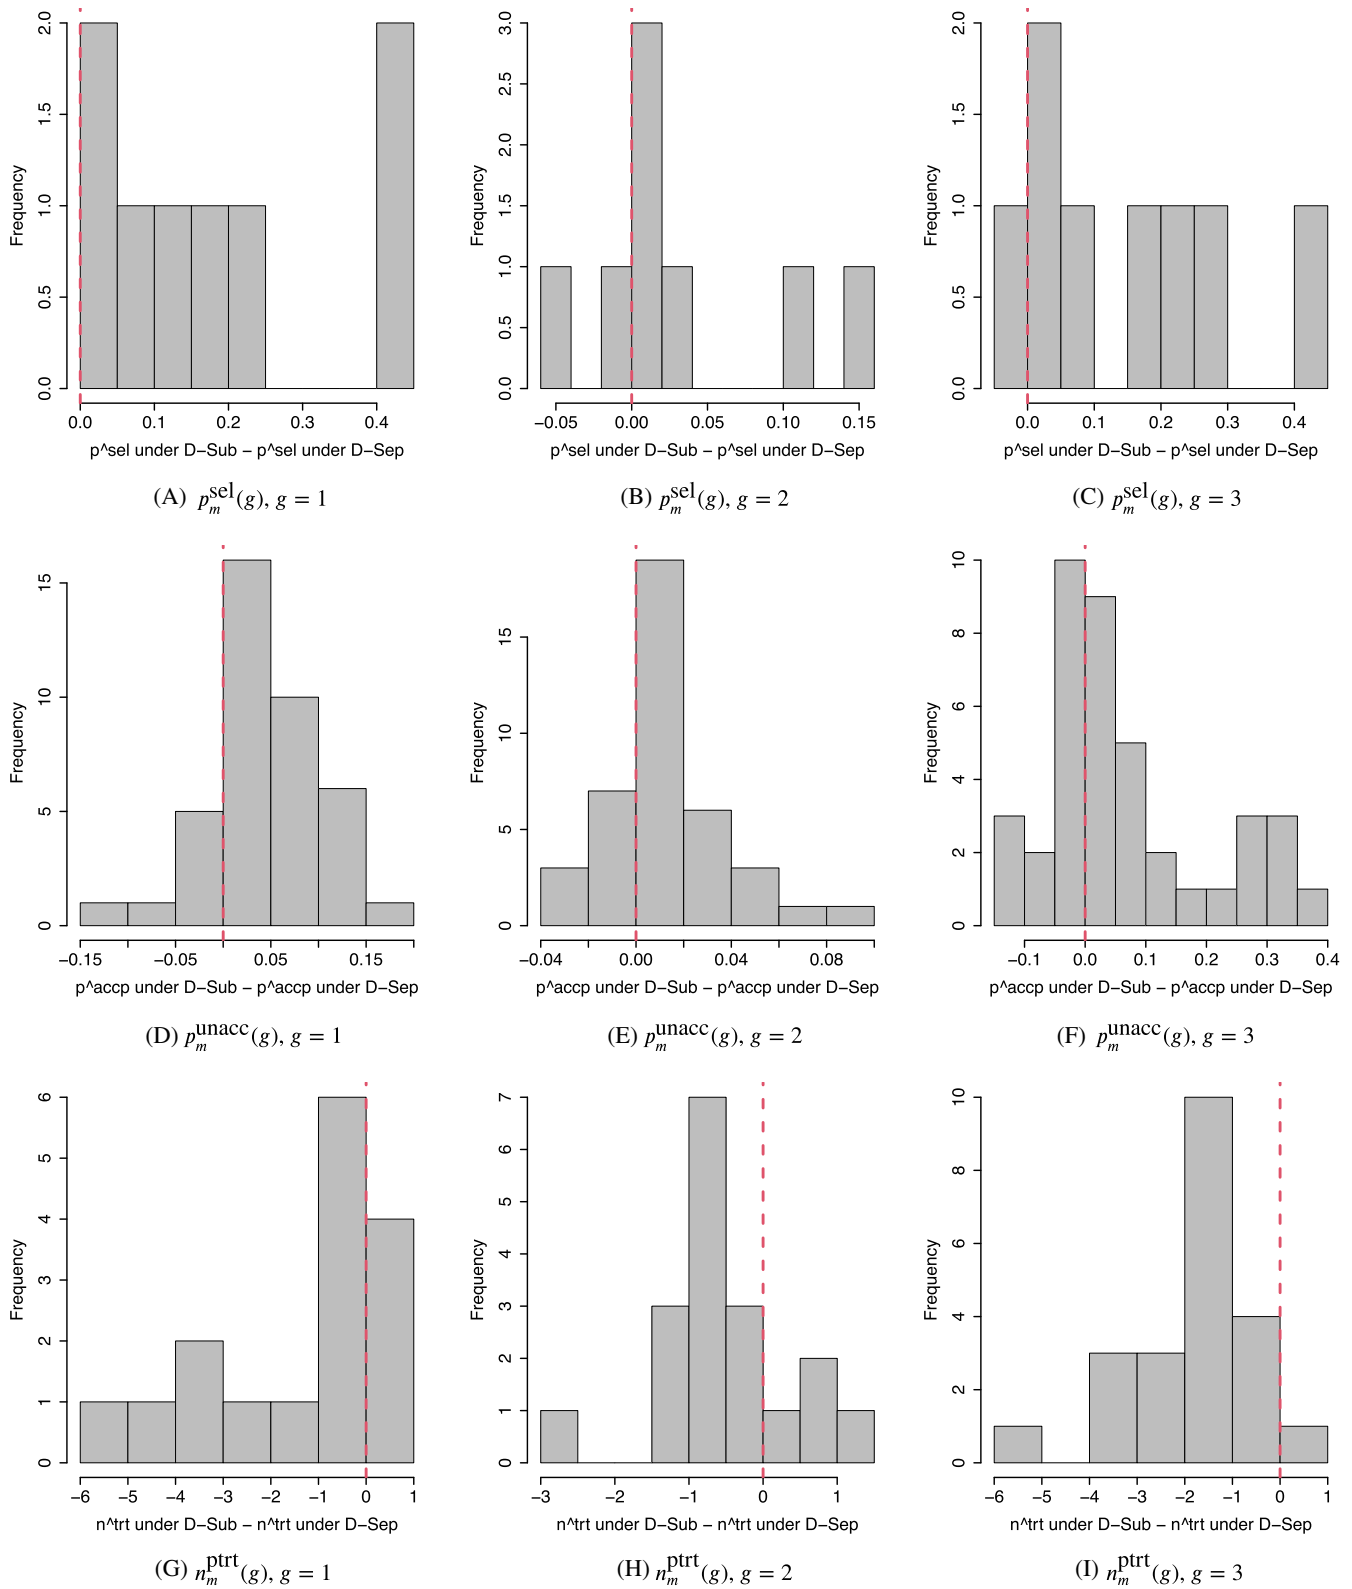 Frequency
0.0 0.5 1.0 1.5 2.0
0.0 0.1 0.2 0.3 0.4
p^sel under D−Sub − p^sel under D−Sep
(A) p_m^sel(g), g = 1
Frequency
0.0 0.5 1.0 1.5 2.0 2.5 3.0
−0.05 0.00 0.05 0.10 0.15
p^sel under D−Sub − p^sel under D−Sep
(B) p_m^sel(g), g = 2
Frequency
0.0 0.5 1.0 1.5 2.0
0.0 0.1 0.2 0.3 0.4
p^sel under D−Sub − p^sel under D−Sep
(C) p_m^sel(g), g = 3
Frequency
0 5 10 15
−0.15 −0.05 0.05 0.15
p^accp under D−Sub − p^accp under D−Sep
(D) p_m^unacc(g), g = 1
Frequency
0 5 10 15
−0.04 0.00 0.04 0.08
p^accp under D−Sub − p^accp under D−Sep
(E) p_m^unacc(g), g = 2
Frequency
0 2 4 6 8 10
−0.1 0.0 0.1 0.2 0.3 0.4
p^accp under D−Sub − p^accp under D−Sep
(F) p_m^unacc(g), g = 3
Frequency
0 1 2 3 4 5 6
−6 −5 −4 −3 −2 −1 0 1
n^trt under D−Sub − n^trt under D−Sep
(G) n_m^ptrt(g), g = 1
Frequency
0 1 2 3 4 5 6 7
−3 −2 −1 0 1
n^trt under D−Sub − n^trt under D−Sep
(H) n_m^ptrt(g), g = 2
Frequency
0 2 4 6 8 10
−6 −5 −4 −3 −2 −1 0 1
n^trt under D−Sub − n^trt under D−Sep
(I) n_m^ptrt(g), g = 3